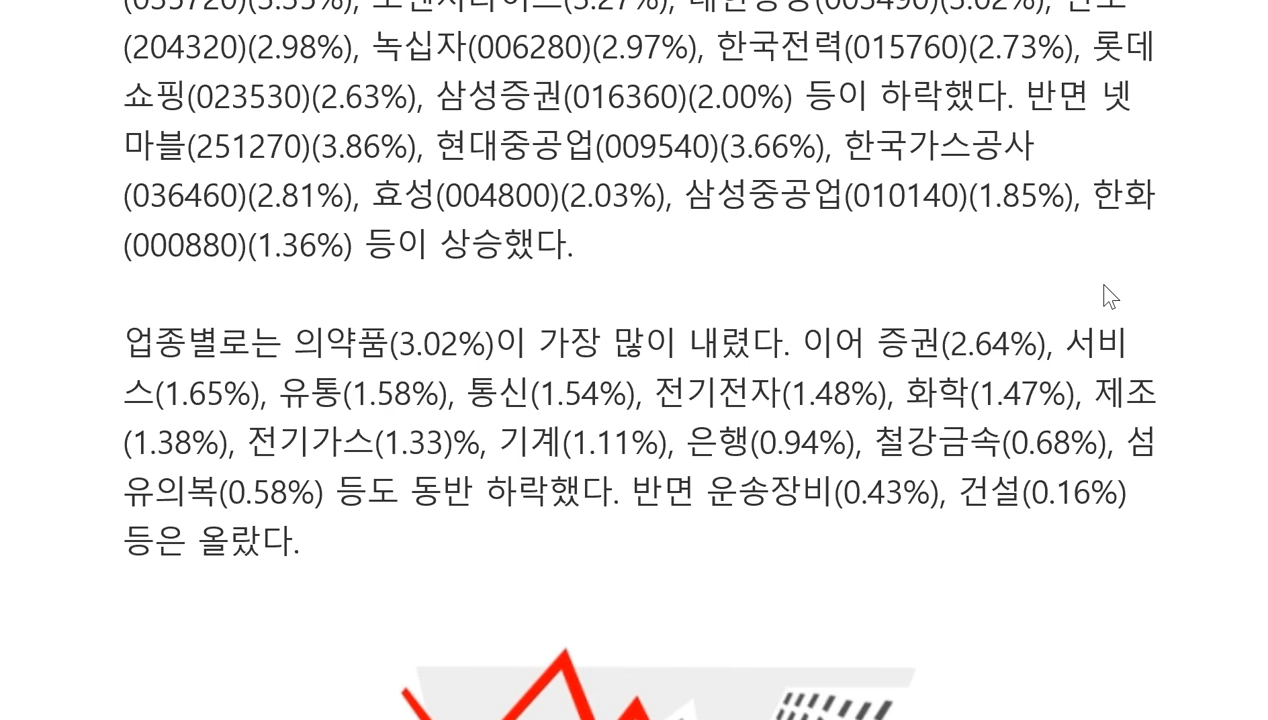 (204320)(2.98%), 녹십자(006280)(2.97%), 한국전력(015760)(2.73%), 롯데
쇼핑(023530)(2.63%), 삼성증권(016360)(2.00%) 등이 하락했다. 반면 넷
마블(251270)(3.86%), 현대중공업(009540)(3.66%), 한국가스공사
(036460)(2.81%), 효성(004800)(2.03%), 삼성중공업(010140)(1.85%), 한화
(000880)(1.36%) 등이 상승했다.
업종별로는 의약품(3.02%)이 가장 많이 내렸다. 이어 증권(2.64%), 서비
스(1.65%), 유통(1.58%), 통신(1.54%), 전기전자(1.48%), 화학(1.47%), 제조
(1.38%), 전기가스(1.33)%, 기계(1.11%), 은행(0.94%), 철강금속(0.68%), 섬
유의복(0.58%) 등도 동반 하락했다. 반면 운송장비(0.43%), 건설(0.16%)
등은 올랐다.